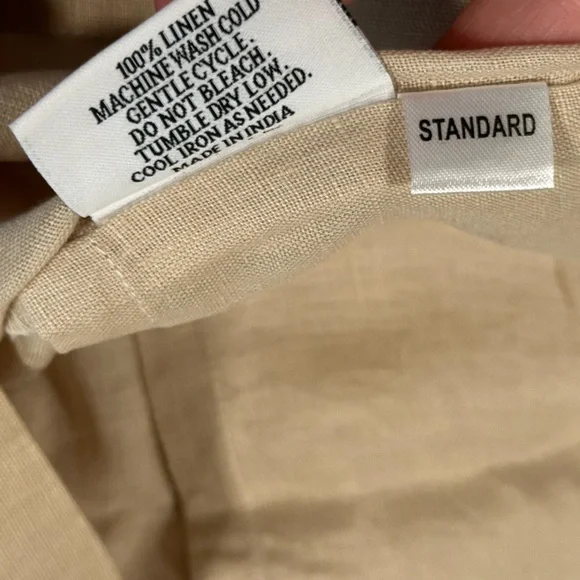 100% LINEN
MACHINE WASH COLD
GENTLE CYCLE.
DO NOT BLEACH.
TUMBLE DRY LOW.
COOL IRON AS NEEDED.
MADE IN INDIA
STANDARD